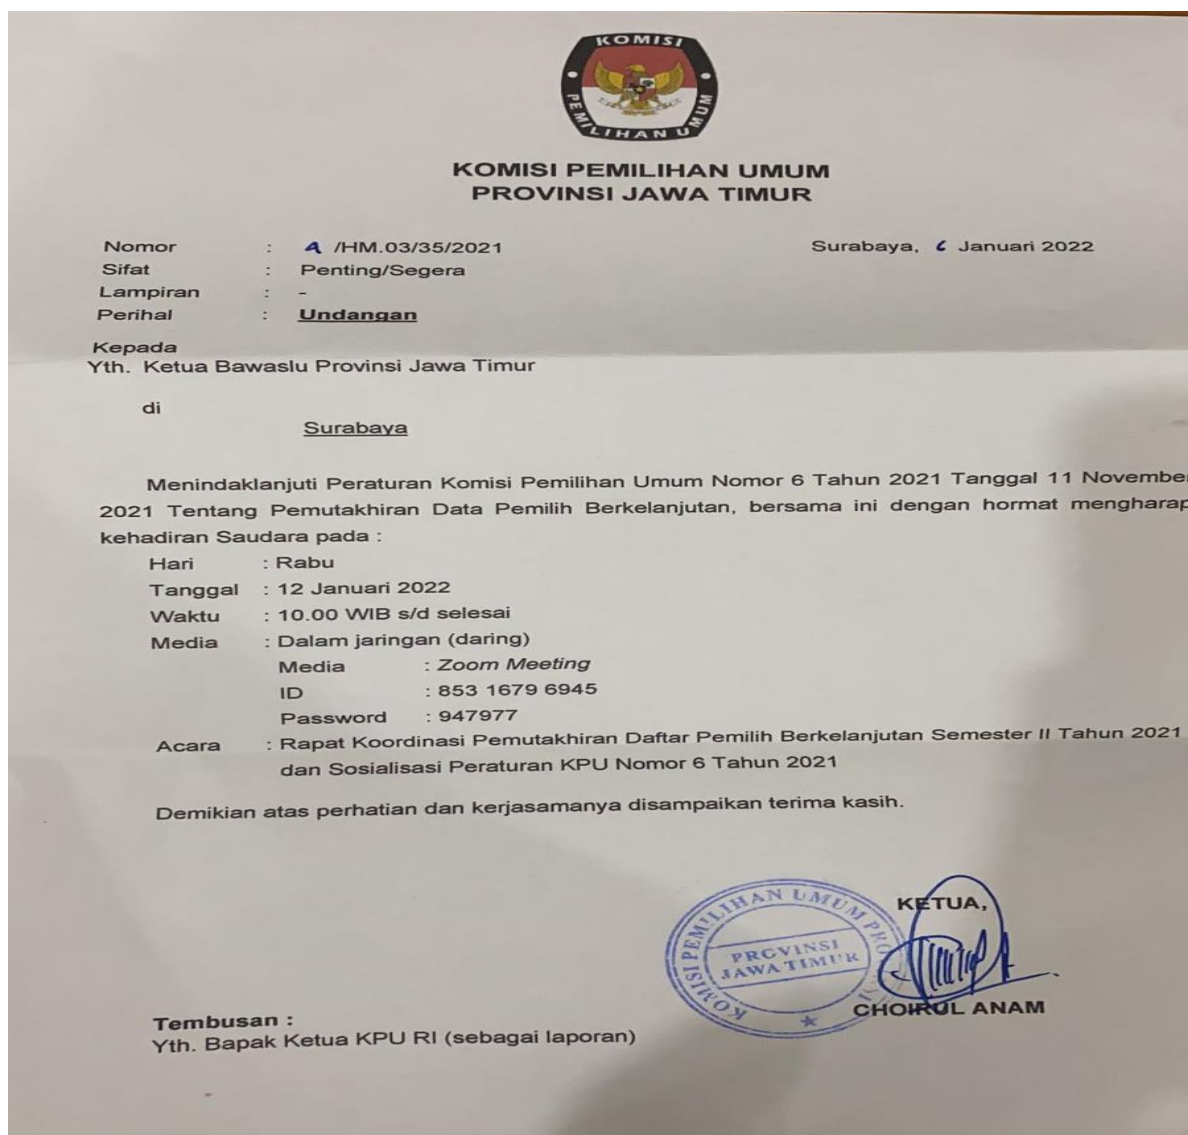 KOMISI
PEMILIHAN UMUM
KOMISI PEMILIHAN UMUM
PROVINSI JAWA TIMUR
Nomor : /HM.03/35/2021 Surabaya, 6 Januari 2022
Sifat : Penting/Segera
Lampiran : -
Perihal : Undangan
Kepada
Yth. Ketua Bawaslu Provinsi Jawa Timur
di
Surabaya
Menindaklanjuti Peraturan Komisi Pemilihan Umum Nomor 6 Tahun 2021 Tanggal 11 November
2021 Tentang Pemutakhiran Data Pemilih Berkelanjutan, bersama ini dengan hormat mengharap
kehadiran Saudara pada :
Hari : Rabu
Tanggal : 12 Januari 2022
Waktu : 10.00 WIB s/d selesai
Media : Dalam jaringan (daring)
Media : Zoom Meeting
ID : 853 1679 6945
Password : 947977
Acara : Rapat Koordinasi Pemutakhiran Daftar Pemilih Berkelanjutan Semester II Tahun 2021
dan Sosialisasi Peraturan KPU Nomor 6 Tahun 2021
Demikian atas perhatian dan kerjasamanya disampaikan terima kasih.
KETUA,
KOMISI PEMILIHAN UMUM
PROVINSI
JAWA TIMUR
CHOIRUL ANAM
Tembusan :
Yth. Bapak Ketua KPU RI (sebagai laporan)